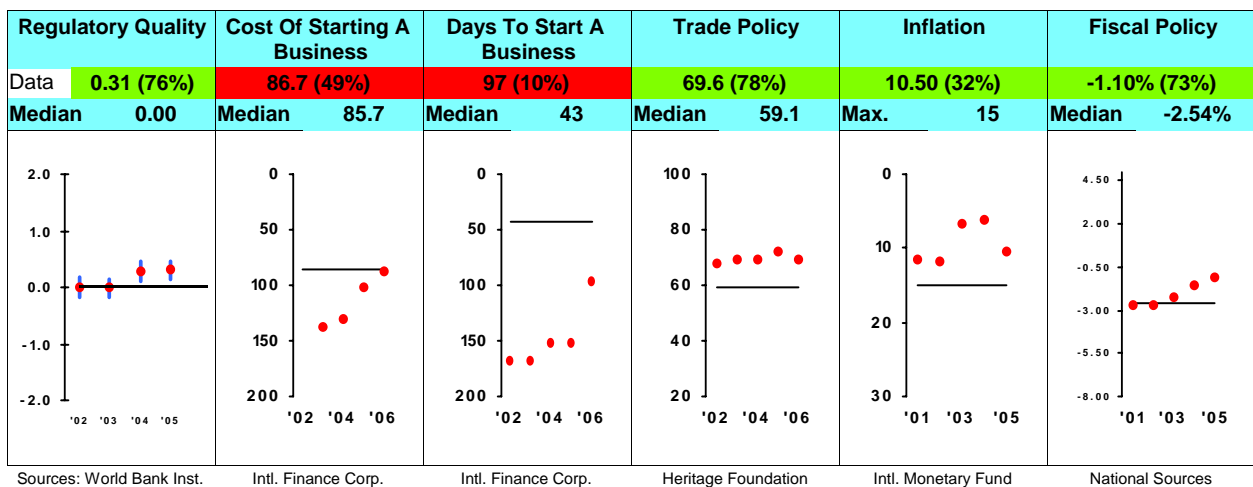 Regulatory Quality
Cost Of Starting A
Business
Days To Start A
Business
Trade Policy
Inflation
Fiscal Policy
Data 0.31 (76%) 86.7 (49%) 97 (10%) 69.6 (78%) 10.50 (32%) -1.10% (73%)
Median 0.00 Median 85.7 Median 43 Median 59.1 Max. 15 Median -2.54%
2.0
1.0
0.0
-1.0
-2.0
'02 '03 '04 '05
0
50
100
150
200
'02 '04 '06
0
50
100
150
200
'02 '04 '06
100
80
60
40
20
'02 '04 '06
0
10
20
30
'01 '03 '05
4.50
2.00
-0.50
-3.00
-5.50
-8.00
'01 '03 '05
Sources: World Bank Inst. Intl. Finance Corp. Intl. Finance Corp. Heritage Foundation Intl. Monetary Fund National Sources